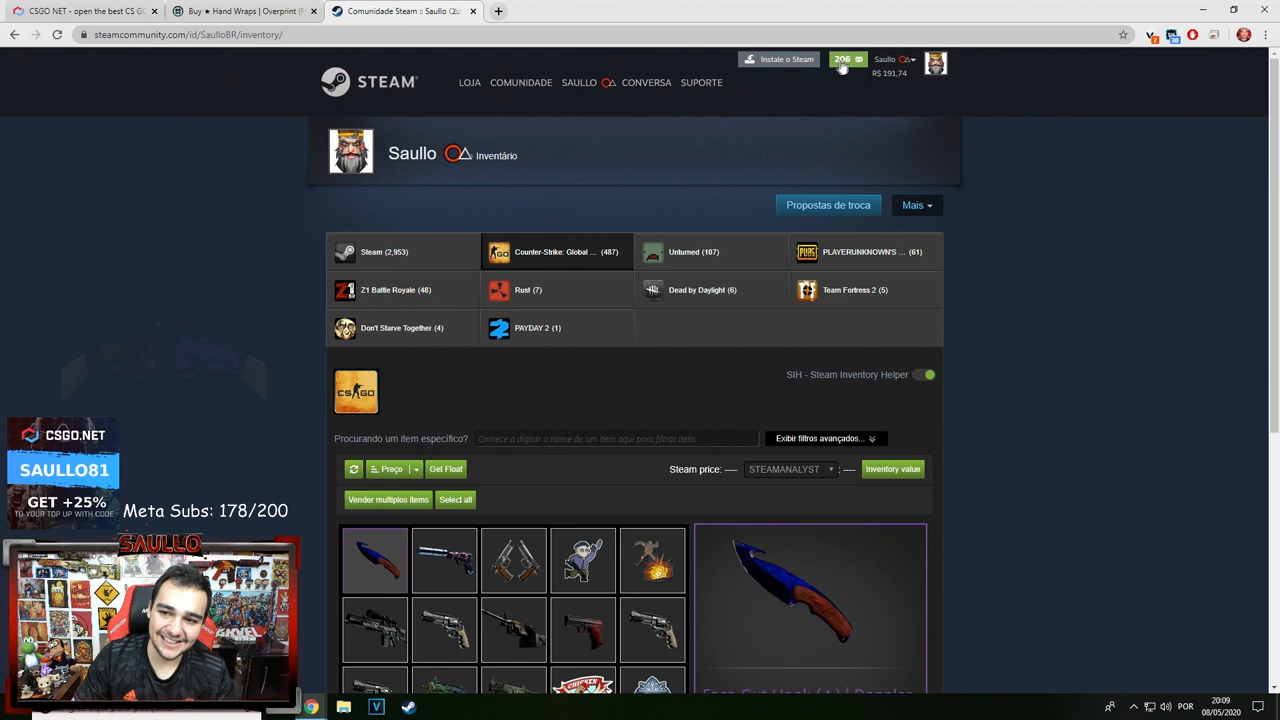 CSGO.NET - open the best CS GO
Buy ★ Hand Wraps | Overprint (F
Comunidade Steam :: Saullo
steamcommunity.com/id/SaulloBR/inventory/
STEAM
LOJA COMUNIDADE SAULLO CONVERSA SUPORTE
Instale o Steam
206
Saullo
R$ 191,74
Saullo Inventário
Propostas de troca
Mais
Steam (2,953)
Counter-Strike: Global ... (487)
Unturned (107)
PLAYERUNKNOWN'S ... (61)
Z1 Battle Royale (48)
Rust (7)
Dead by Daylight (6)
Team Fortress 2 (5)
Don't Starve Together (4)
PAYDAY 2 (1)
CS GO
SIH - Steam Inventory Helper
Procurando um item específico?
Comece a digitar o nome de um item aqui para filtrar itens
Exibir filtros avançados...
Preço
Get Float
Steam price: ----
STEAMANALYST
: ----
Inventory value
Vender multiplos items
Select all
CSGO.NET
SAULLO81
GET +25%
TO YOUR TOP UP WITH CODE
Meta Subs: 178/200
SAULLO
CHICKEN
POR
20:09
08/05/2020